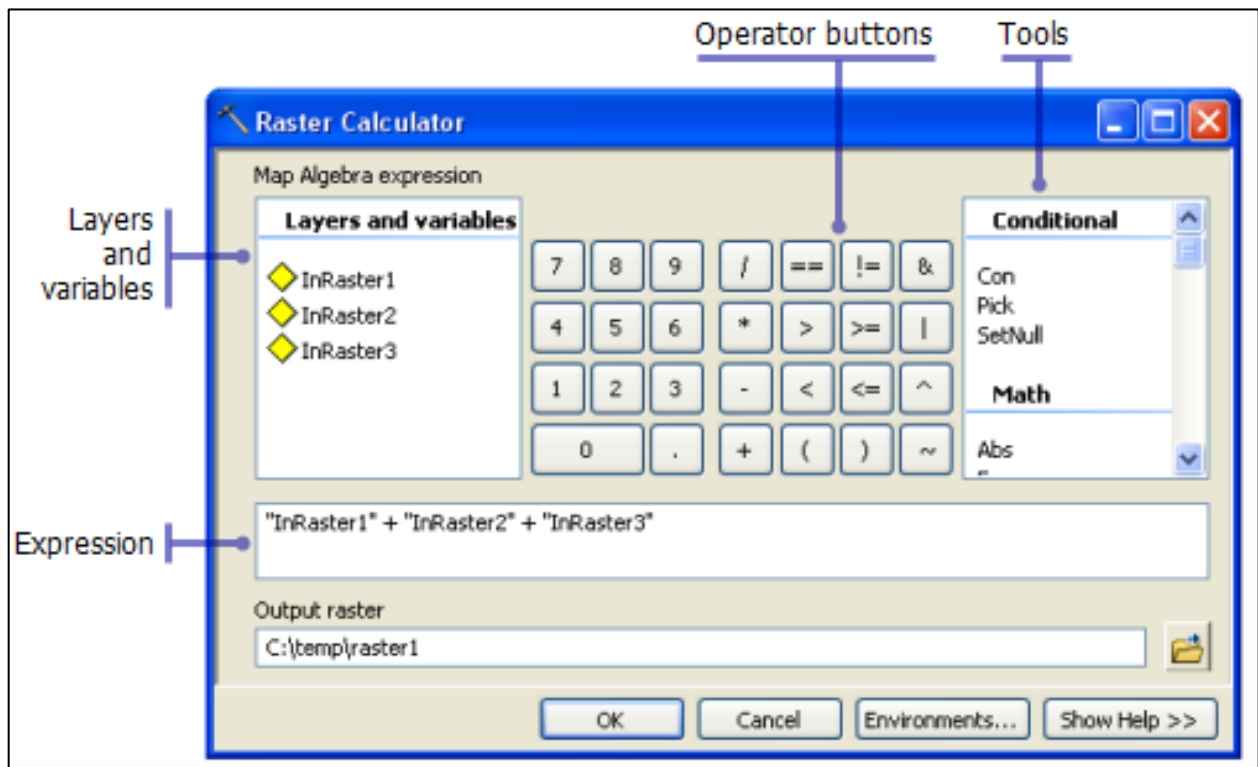 Operator buttons
Tools
Raster Calculator
Map Algebra expression
Layers
and
variables
Layers and variables
InRaster1
InRaster2
InRaster3
7 8 9 / == != &
4 5 6 * > >= |
1 2 3 - < <= ^
0 . + ( ) ~
Conditional
Con
Pick
SetNull
Math
Abs
Expression
"InRaster1" + "InRaster2" + "InRaster3"
Output raster
C:\temp\raster1
OK
Cancel
Environments...
Show Help >>